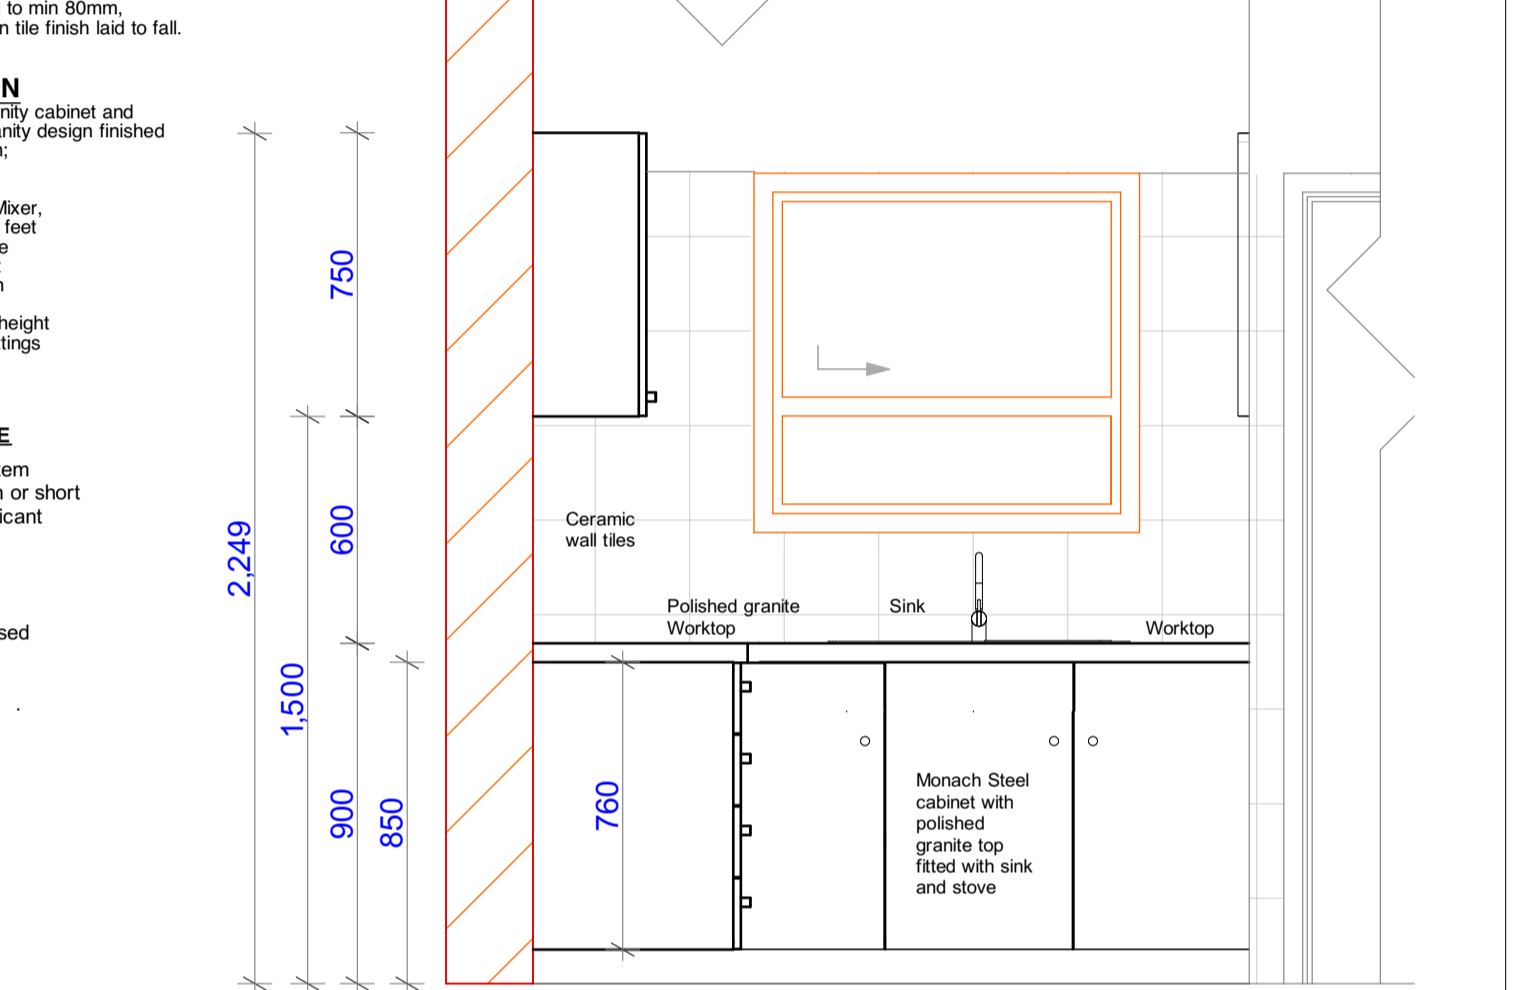 to min 80mm,
n tile finish laid to fall.
N
nity cabinet and
nity design finished
;
Mixer,
feet
e
n
height
tings
E
tem
or short
icant
sed
.
750
600
2,249
1,500
900
850
760
Ceramic
wall tiles
Polished granite
Worktop
Sink
Worktop
Monach Steel
cabinet with
polished
granite top
fitted with sink
and stove